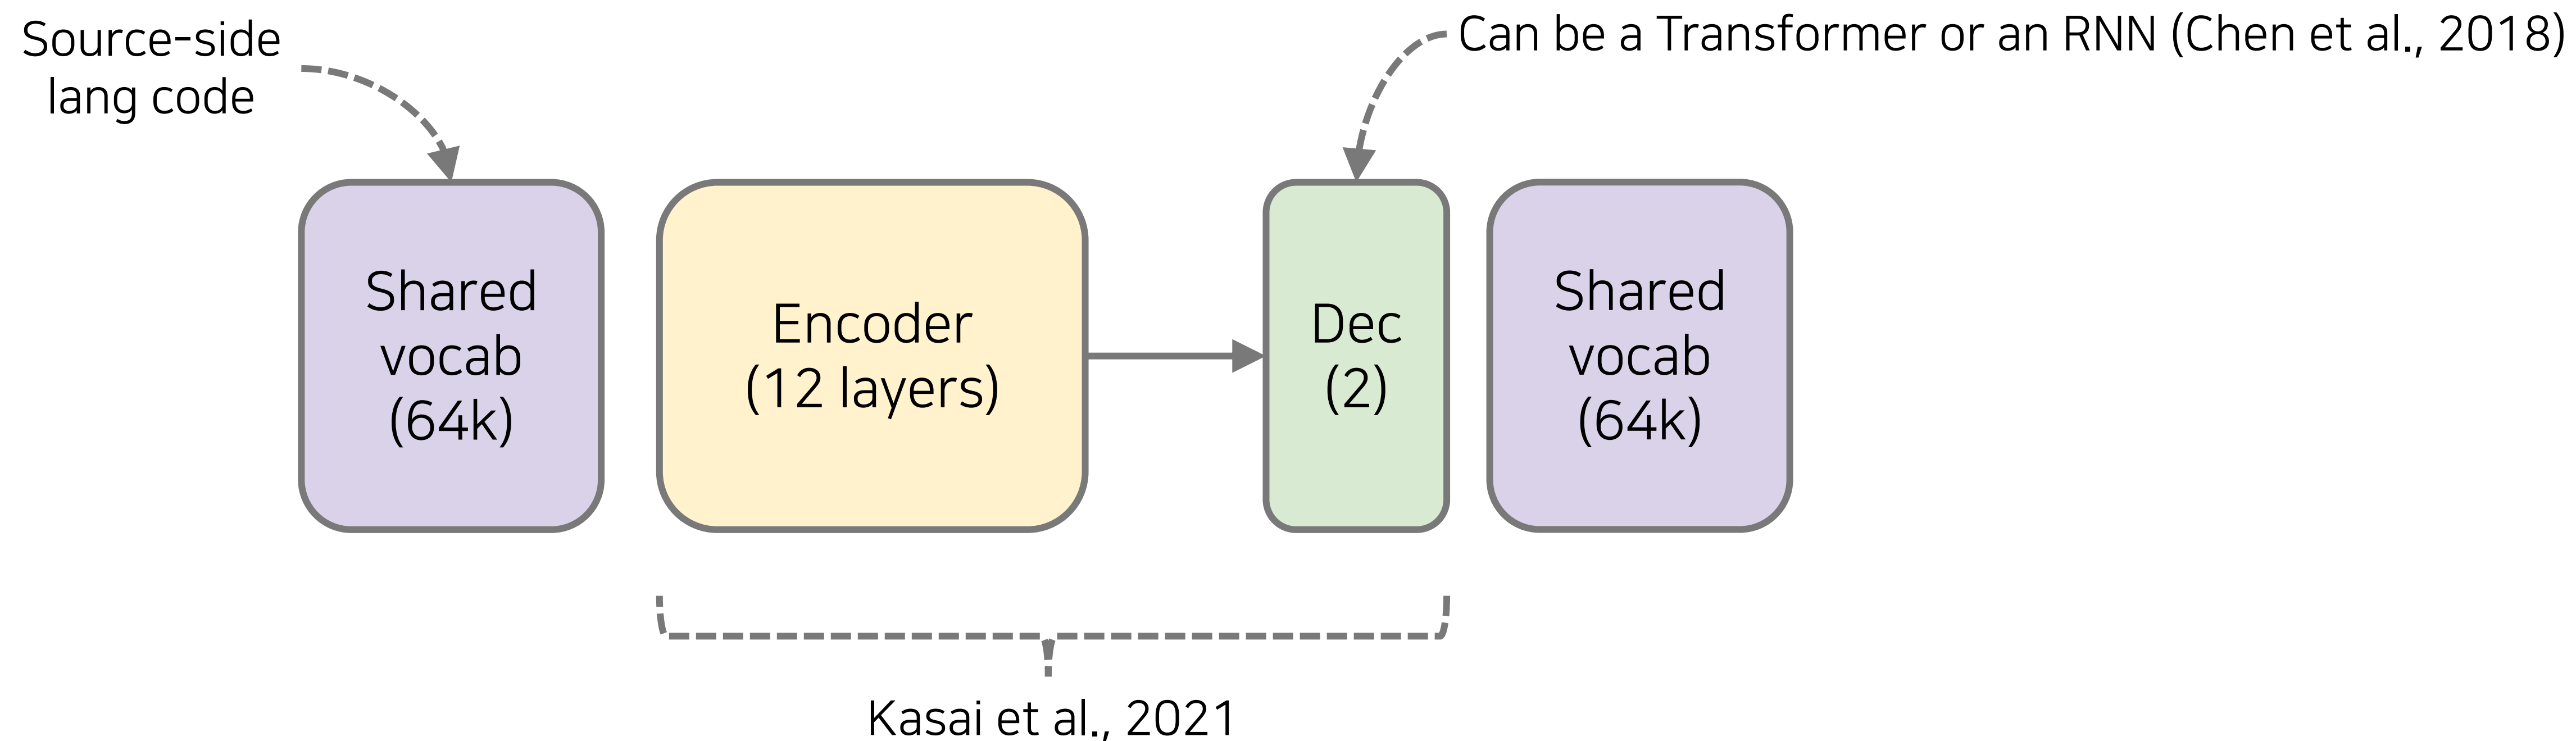 Source-side
lang code
Can be a Transformer or an RNN (Chen et al., 2018)
Shared
vocab
(64k)
Encoder
(12 layers)
Dec
(2)
Shared
vocab
(64k)
Kasai et al., 2021